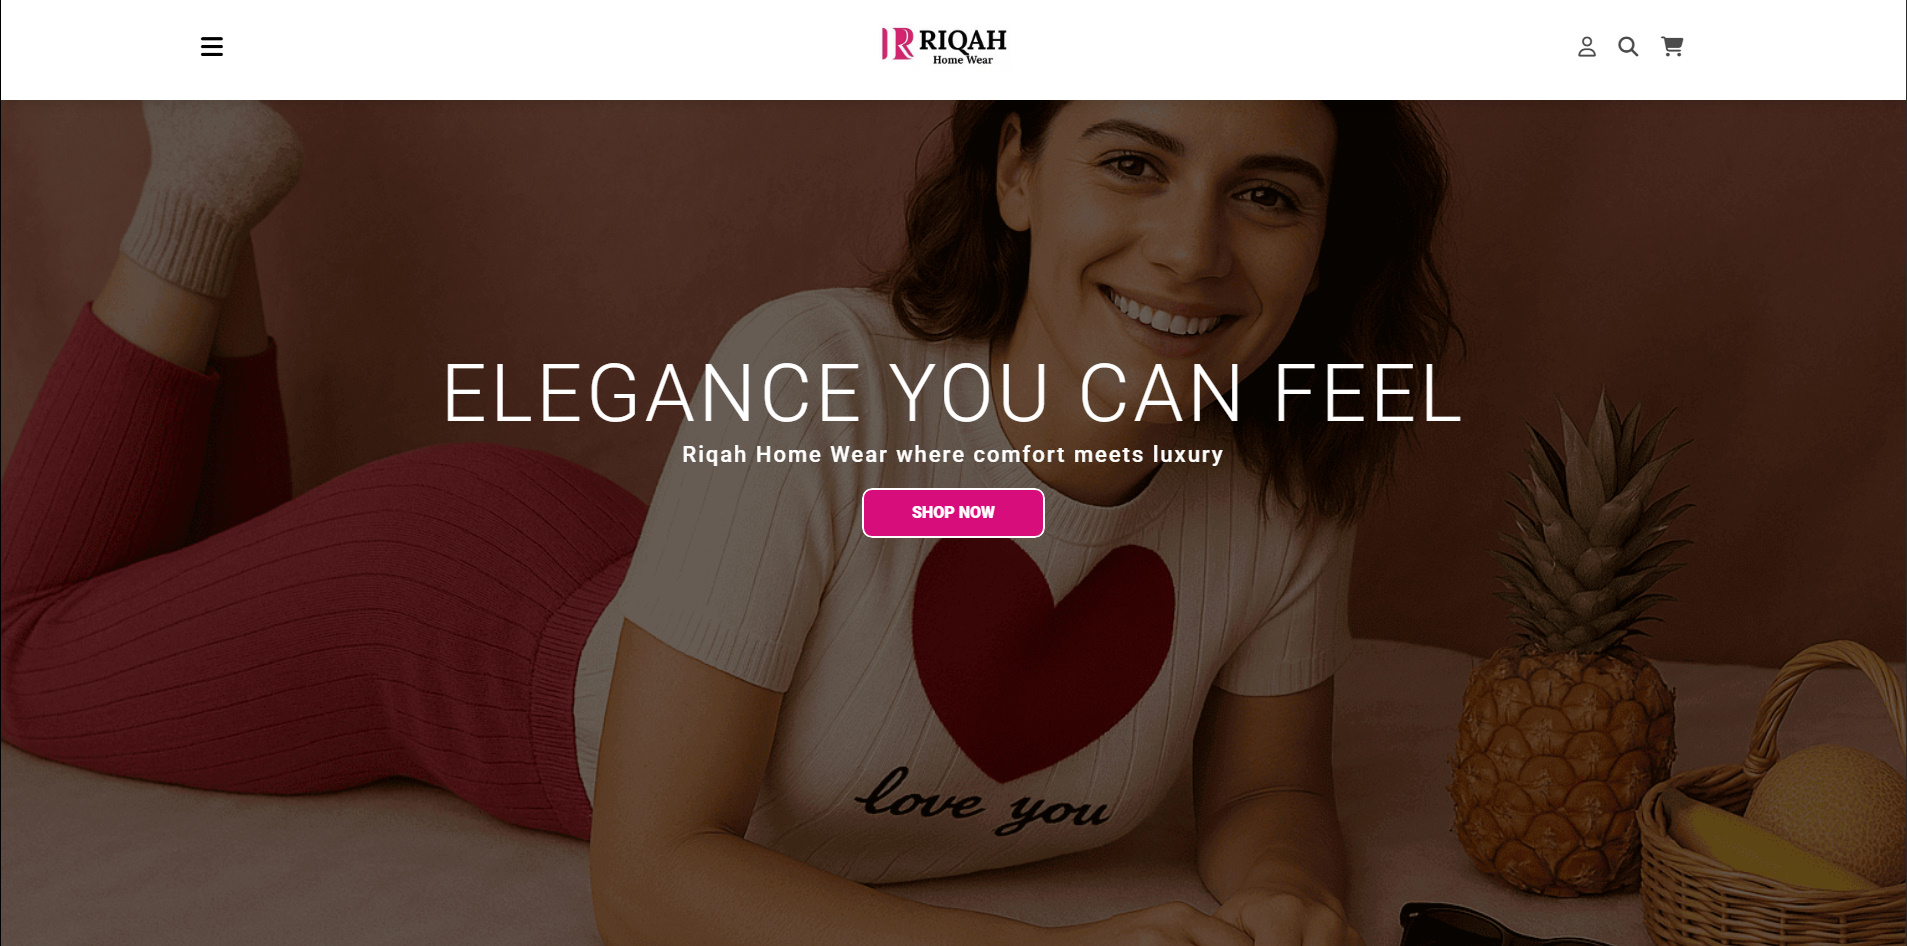 RIQAH
Home Wear
ELEGANCE YOU CAN FEEL
Riqah Home Wear where comfort meets luxury
SHOP NOW
love you